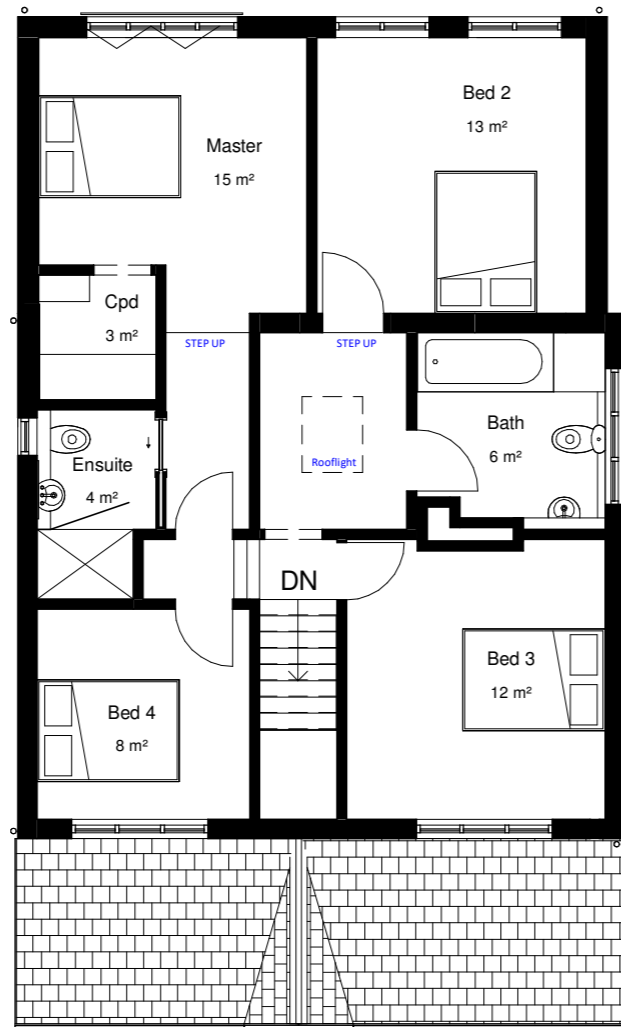 Bed 2
13 m²
Master
15 m²
Cpd
3 m²
STEP UP
STEP UP
Bath
6 m²
Rooflight
Ensuite
4 m²
DN
Bed 3
12 m²
Bed 4
8 m²